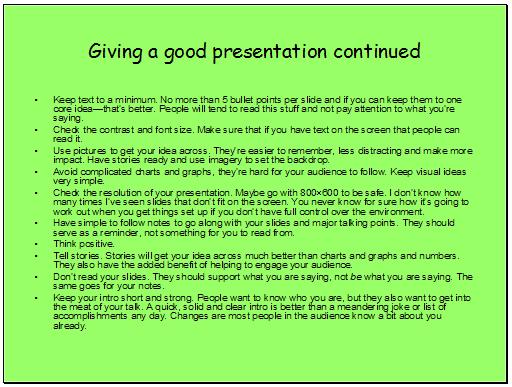 Giving a good presentation continued
• Keep text to a minimum. No more than 5 bullet points per slide and if you can keep them to one
core idea—that's better. People will tend to read this stuff and not pay attention to what you're
saying.
• Check the contrast and font size. Make sure that if you have text on the screen that people can
read it.
• Use pictures to get your idea across. They're easier to remember, less distracting and make more
impact. Have stories ready and use imagery to set the backdrop.
• Avoid complicated charts and graphs, they're hard for your audience to follow. Keep visual ideas
very simple.
• Check the resolution of your presentation. Maybe go with 800×600 to be safe. I don't know how
many times I've seen slides that don't fit on the screen. You never know for sure how it's going to
work out when you get things set up if you don't have full control over the environment.
• Have simple to follow notes to go along with your slides and major talking points. They should
serve as a reminder, not something for you to read from.
• Think positive.
• Tell stories. Stories will get your idea across much better than charts and graphs and numbers.
They also have the added benefit of helping to engage your audience.
• Don't read your slides. They should support what you are saying, not be what you are saying. The
same goes for your notes.
• Keep your intro short and strong. People want to know who you are, but they also want to get into
the meat of your talk. A quick, solid and clear intro is better than a meandering joke or list of
accomplishments any day. Changes are most people in the audience know a bit about you
already.